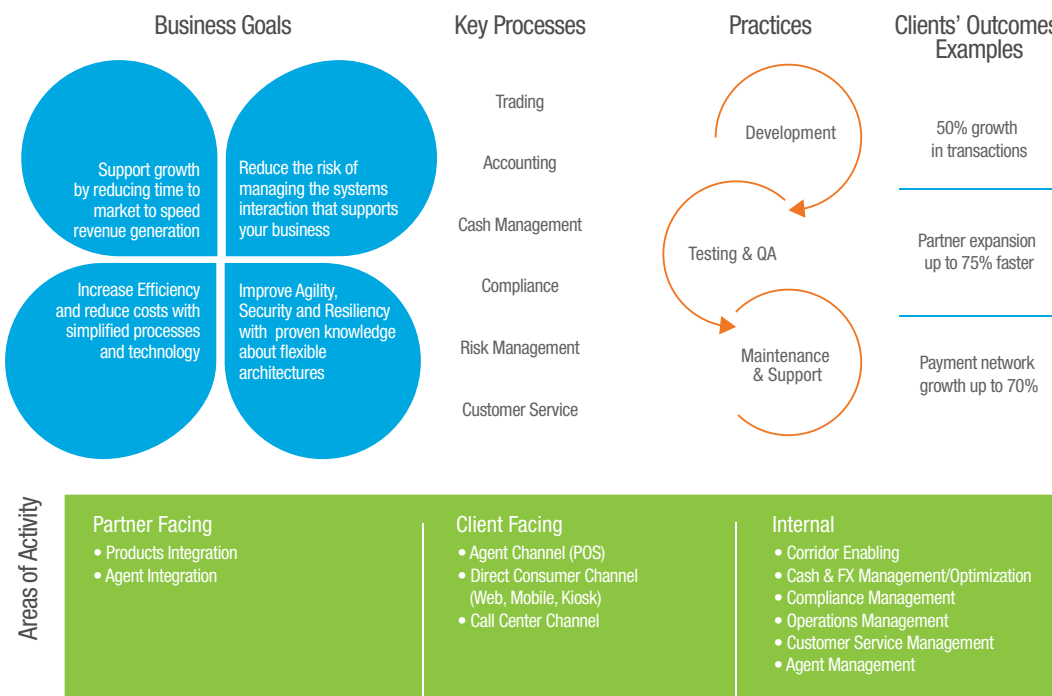 Business Goals
Support growth
by reducing time to
market to speed
revenue generation
Reduce the risk of
managing the systems
interaction that supports
your business
Increase Efficiency
and reduce costs with
simplified processes
and technology
Improve Agility,
Security and Resiliency
with proven knowledge
about flexible
architectures
Key Processes
Trading
Accounting
Cash Management
Compliance
Risk Management
Customer Service
Practices
Development
Testing & QA
Maintenance
& Support
Clients' Outcomes
Examples
50% growth
in transactions
Partner expansion
up to 75% faster
Payment network
growth up to 70%
Areas of Activity
Partner Facing
• Products Integration
• Agent Integration
Client Facing
• Agent Channel (POS)
• Direct Consumer Channel
(Web, Mobile, Kiosk)
• Call Center Channel
Internal
• Corridor Enabling
• Cash & FX Management/Optimization
• Compliance Management
• Operations Management
• Customer Service Management
• Agent Management